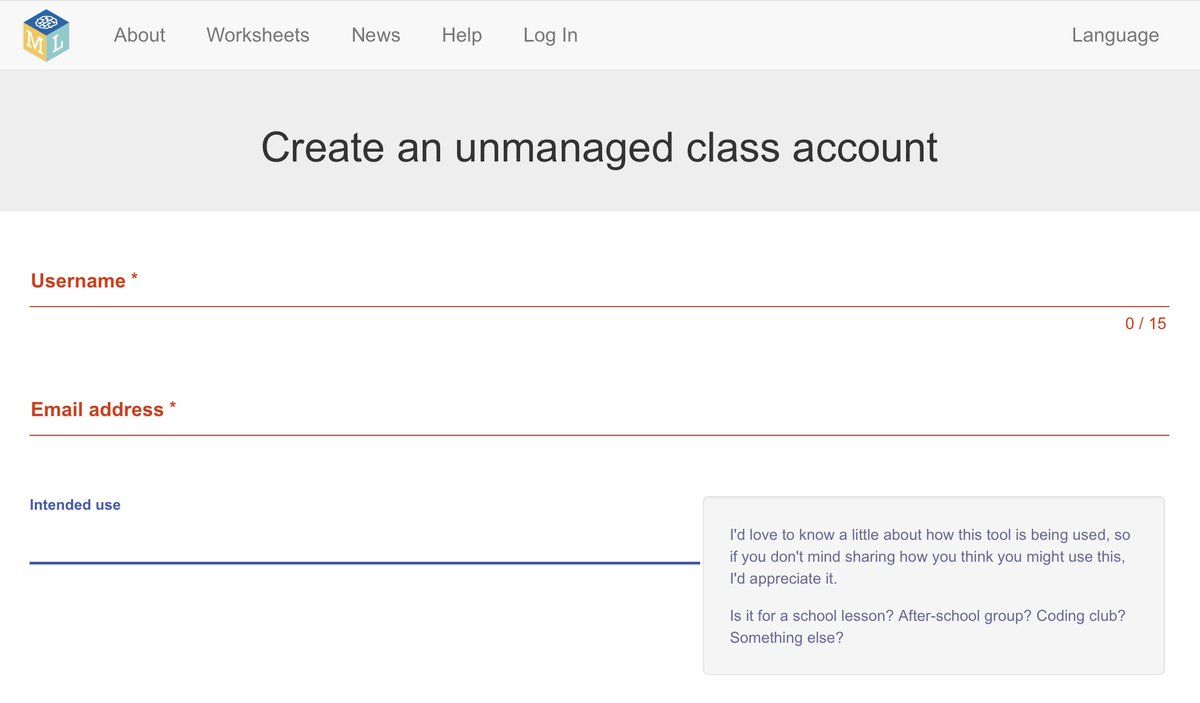 M L
About Worksheets News Help Log In Language
Create an unmanaged class account
Username *
0 / 15
Email address *
Intended use
I'd love to know a little about how this tool is being used, so
if you don't mind sharing how you think you might use this,
I'd appreciate it.
Is it for a school lesson? After-school group? Coding club?
Something else?